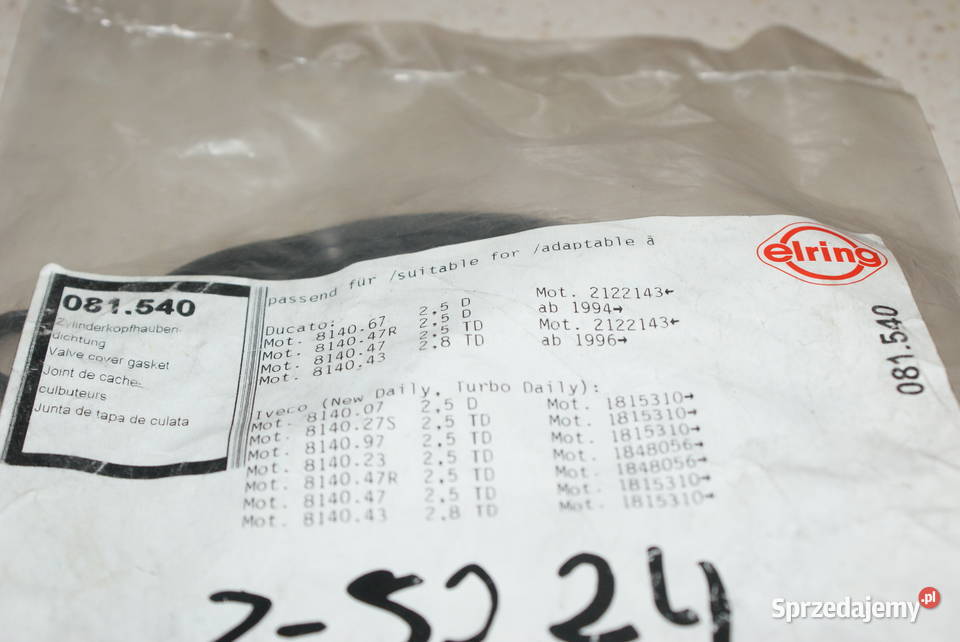 081.540
Zylinderkopfhauben-
dichtung
Valve cover gasket
Joint de cache-
culbuteurs
Junta de tapa de culata
passend für /suitable for /adaptable à
Ducato:
Mot. 8140.67 2.5 D Mot. 2122143←
Mot. 8140.47R 2.5 D ab 1994→
Mot. 8140.47 2.5 TD Mot. 2122143←
Mot. 8140.43 2.8 TD ab 1996→
Iveco (New Daily, Turbo Daily):
Mot. 8140.07 2,5 D Mot. 1815310→
Mot. 8140.27S 2,5 TD Mot. 1815310→
Mot. 8140.97 2,5 TD Mot. 1815310→
Mot. 8140.23 2,5 TD Mot. 1848056→
Mot. 8140.47R 2,5 TD Mot. 1848056→
Mot. 8140.47 2,5 TD Mot. 1815310→
Mot. 8140.43 2,8 TD Mot. 1815310→
elring
081.540
24
Sprzedajemy.pl